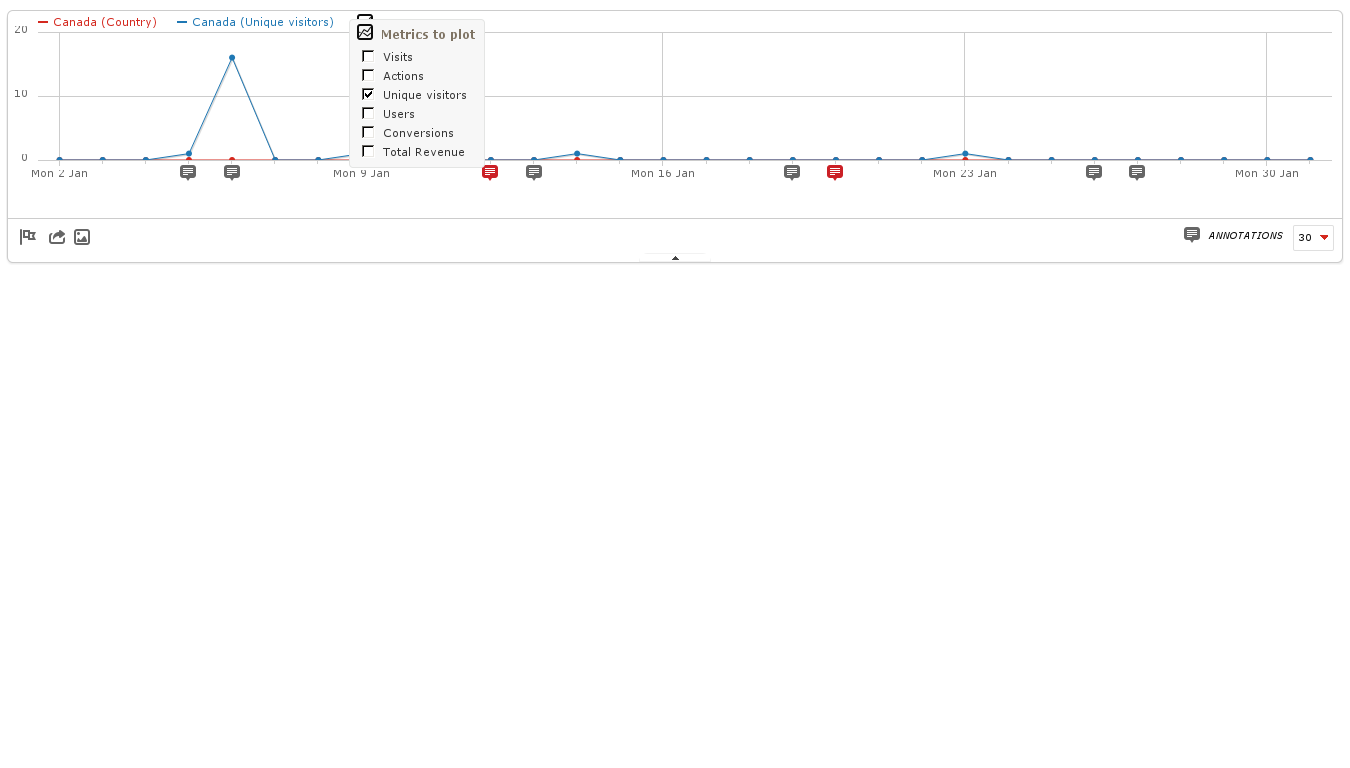 Canada (Country) Canada (Unique visitors)
Metrics to plot
Visits
Actions
Unique visitors
Users
Conversions
Total Revenue
20
10
0
Mon 2 Jan Mon 9 Jan Mon 16 Jan Mon 23 Jan Mon 30 Jan
ANNOTATIONS 30